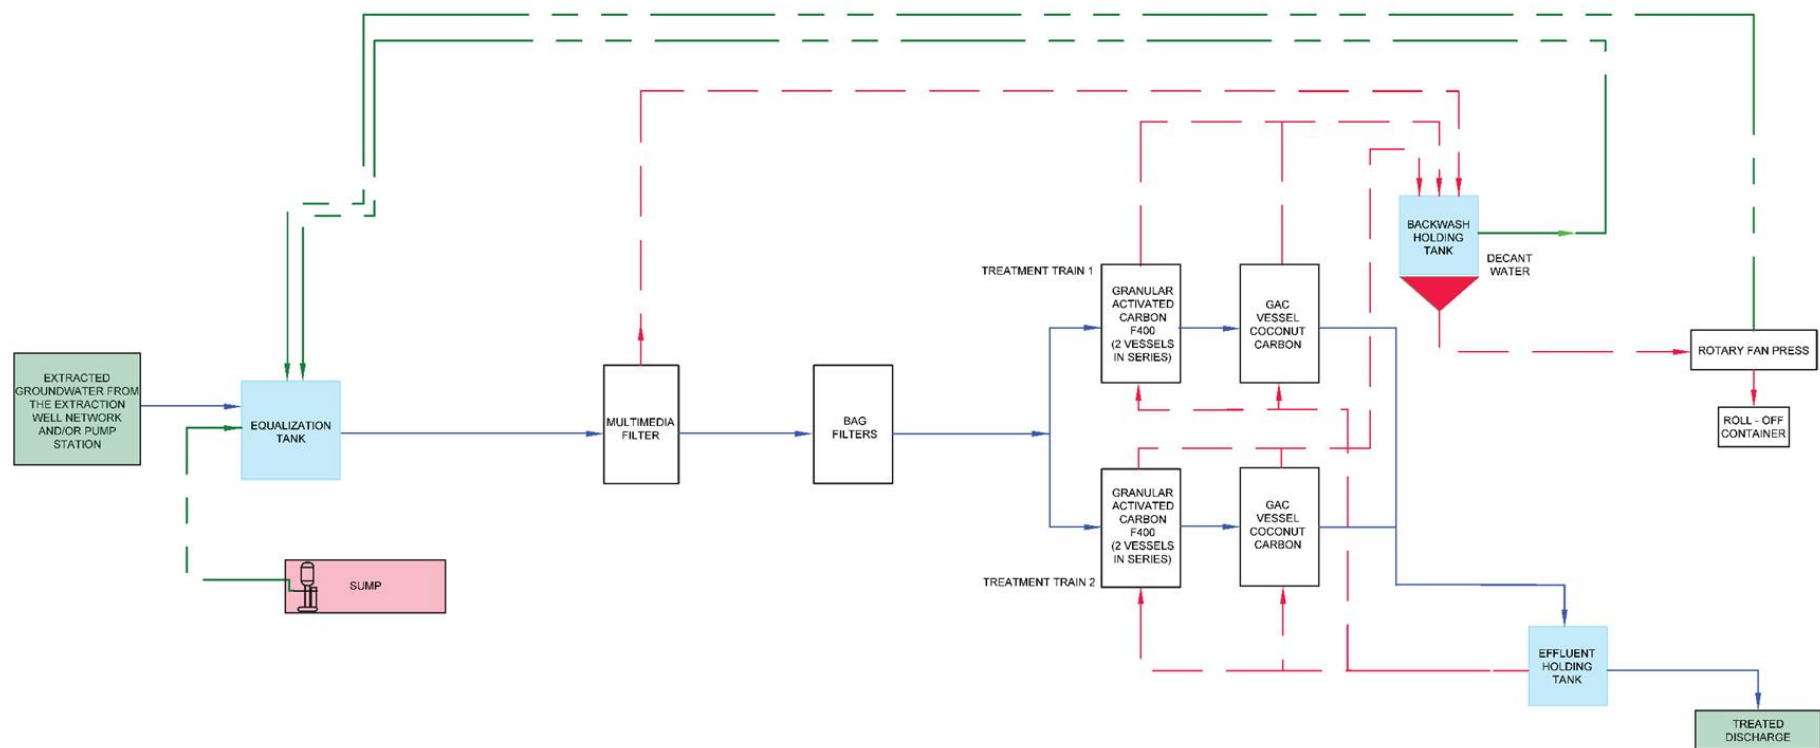 TREATMENT TRAIN 1
GRANULAR
ACTIVATED
CARBON
F400
(2 VESSELS
IN SERIES)
GAC
VESSEL
COCONUT
CARBON
BACKWASH
HOLDING
TANK
DECANT
WATER
ROTARY FAN PRESS
ROLL - OFF
CONTAINER
EXTRACTED
GROUNDWATER FROM
THE EXTRACTION
WELL NETWORK
AND/OR PUMP
STATION
EQUALIZATION
TANK
MULTIMEDIA
FILTER
BAG
FILTERS
GRANULAR
ACTIVATED
CARBON
F400
(2 VESSELS
IN SERIES)
GAC
VESSEL
COCONUT
CARBON
TREATMENT TRAIN 2
SUMP
EFFLUENT
HOLDING
TANK
TREATED
DISCHARGE